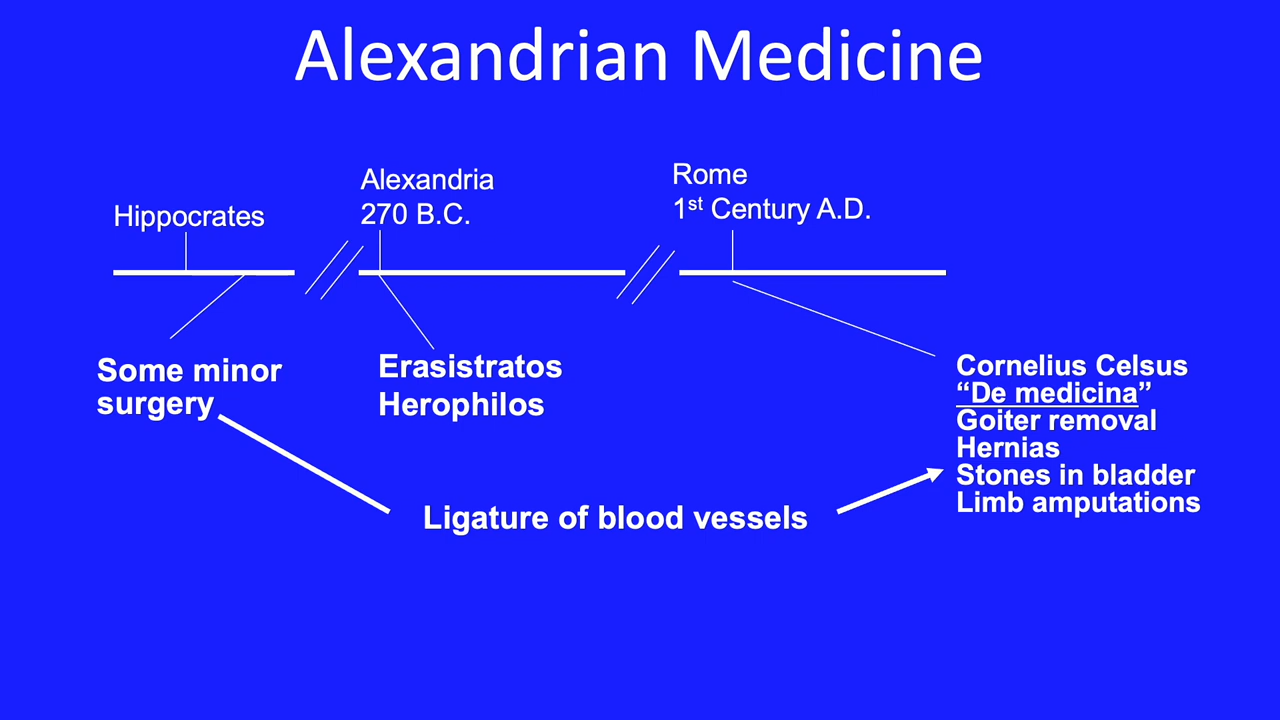 Alexandrian Medicine
Hippocrates
Alexandria
270 B.C.
Rome
1st Century A.D.
Some minor
surgery
Erasistratos
Herophilos
Cornelius Celsus
“De medicina”
Goiter removal
Hernias
Stones in bladder
Limb amputations
Ligature of blood vessels